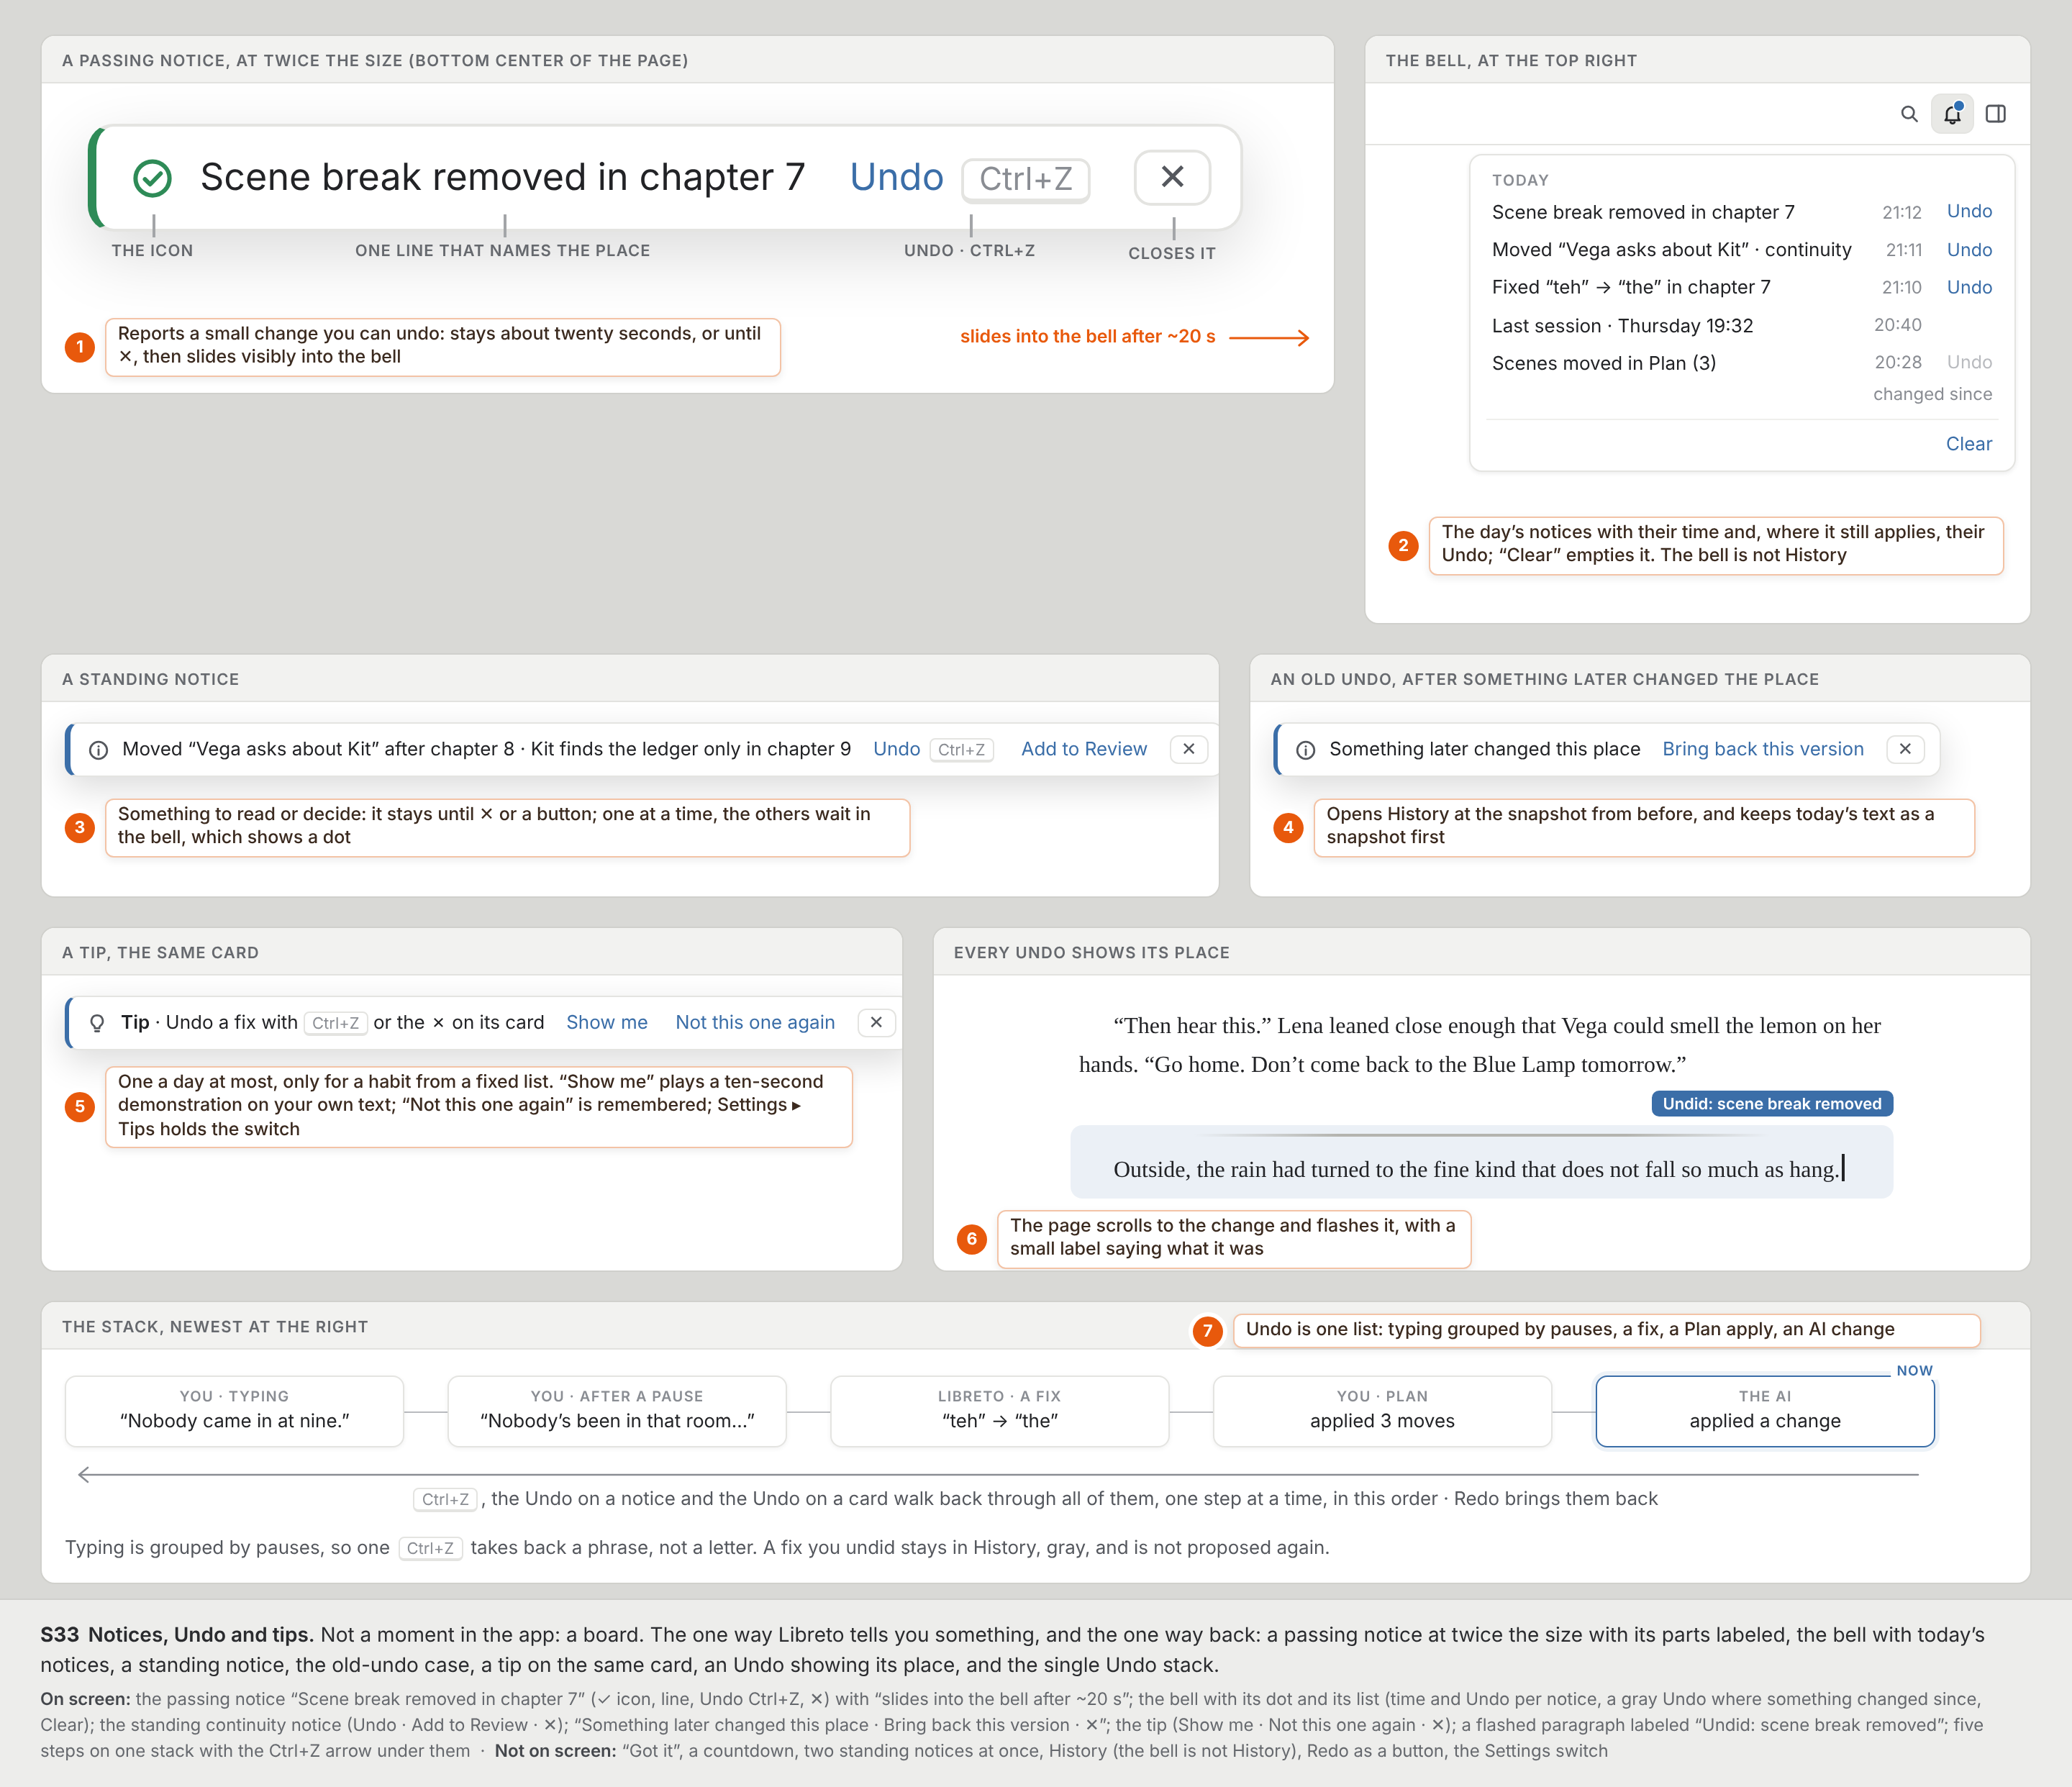 A PASSING NOTICE, AT TWICE THE SIZE (BOTTOM CENTER OF THE PAGE)
Scene break removed in chapter 7 Undo Ctrl+Z ✕
THE ICON ONE LINE THAT NAMES THE PLACE UNDO · CTRL+Z CLOSES IT
1 Reports a small change you can undo: stays about twenty seconds, or until
✕, then slides visibly into the bell
slides into the bell after ~20 s
THE BELL, AT THE TOP RIGHT
TODAY
Scene break removed in chapter 7 21:12 Undo
Moved “Vega asks about Kit” · continuity 21:11 Undo
Fixed “teh” → “the” in chapter 7 21:10 Undo
Last session · Thursday 19:32 20:40
Scenes moved in Plan (3) 20:28 Undo
changed since
Clear
2 The day’s notices with their time and, where it still applies, their
Undo; “Clear” empties it. The bell is not History
A STANDING NOTICE
Moved “Vega asks about Kit” after chapter 8 · Kit finds the ledger only in chapter 9 Undo Ctrl+Z Add to Review ✕
3 Something to read or decide: it stays until ✕ or a button; one at a time, the others wait in
the bell, which shows a dot
AN OLD UNDO, AFTER SOMETHING LATER CHANGED THE PLACE
Something later changed this place Bring back this version ✕
4 Opens History at the snapshot from before, and keeps today’s text as a
snapshot first
A TIP, THE SAME CARD
Tip · Undo a fix with Ctrl+Z or the ✕ on its card Show me Not this one again ✕
5 One a day at most, only for a habit from a fixed list. “Show me” plays a ten-second
demonstration on your own text; “Not this one again” is remembered; Settings ▸
Tips holds the switch
EVERY UNDO SHOWS ITS PLACE
“Then hear this.” Lena leaned close enough that Vega could smell the lemon on her
hands. “Go home. Don’t come back to the Blue Lamp tomorrow.”
Undid: scene break removed
Outside, the rain had turned to the fine kind that does not fall so much as hang.
6 The page scrolls to the change and flashes it, with a
small label saying what it was
THE STACK, NEWEST AT THE RIGHT
7 Undo is one list: typing grouped by pauses, a fix, a Plan apply, an AI change
NOW
YOU · TYPING YOU · AFTER A PAUSE LIBRETO · A FIX YOU · PLAN THE AI
“Nobody came in at nine.” “Nobody’s been in that room…” “teh” → “the” applied 3 moves applied a change
Ctrl+Z , the Undo on a notice and the Undo on a card walk back through all of them, one step at a time, in this order · Redo brings them back
Typing is grouped by pauses, so one Ctrl+Z takes back a phrase, not a letter. A fix you undid stays in History, gray, and is not proposed again.
S33 Notices, Undo and tips. Not a moment in the app: a board. The one way Libreto tells you something, and the one way back: a passing notice at twice the size with its parts labeled, the bell with today’s
notices, a standing notice, the old-undo case, a tip on the same card, an Undo showing its place, and the single Undo stack.
On screen: the passing notice “Scene break removed in chapter 7” (✓ icon, line, Undo Ctrl+Z, ✕) with “slides into the bell after ~20 s”; the bell with its dot and its list (time and Undo per notice, a gray Undo where something changed since,
Clear); the standing continuity notice (Undo · Add to Review · ✕); “Something later changed this place · Bring back this version · ✕”; the tip (Show me · Not this one again · ✕); a flashed paragraph labeled “Undid: scene break removed”; five
steps on one stack with the Ctrl+Z arrow under them · Not on screen: “Got it”, a countdown, two standing notices at once, History (the bell is not History), Redo as a button, the Settings switch